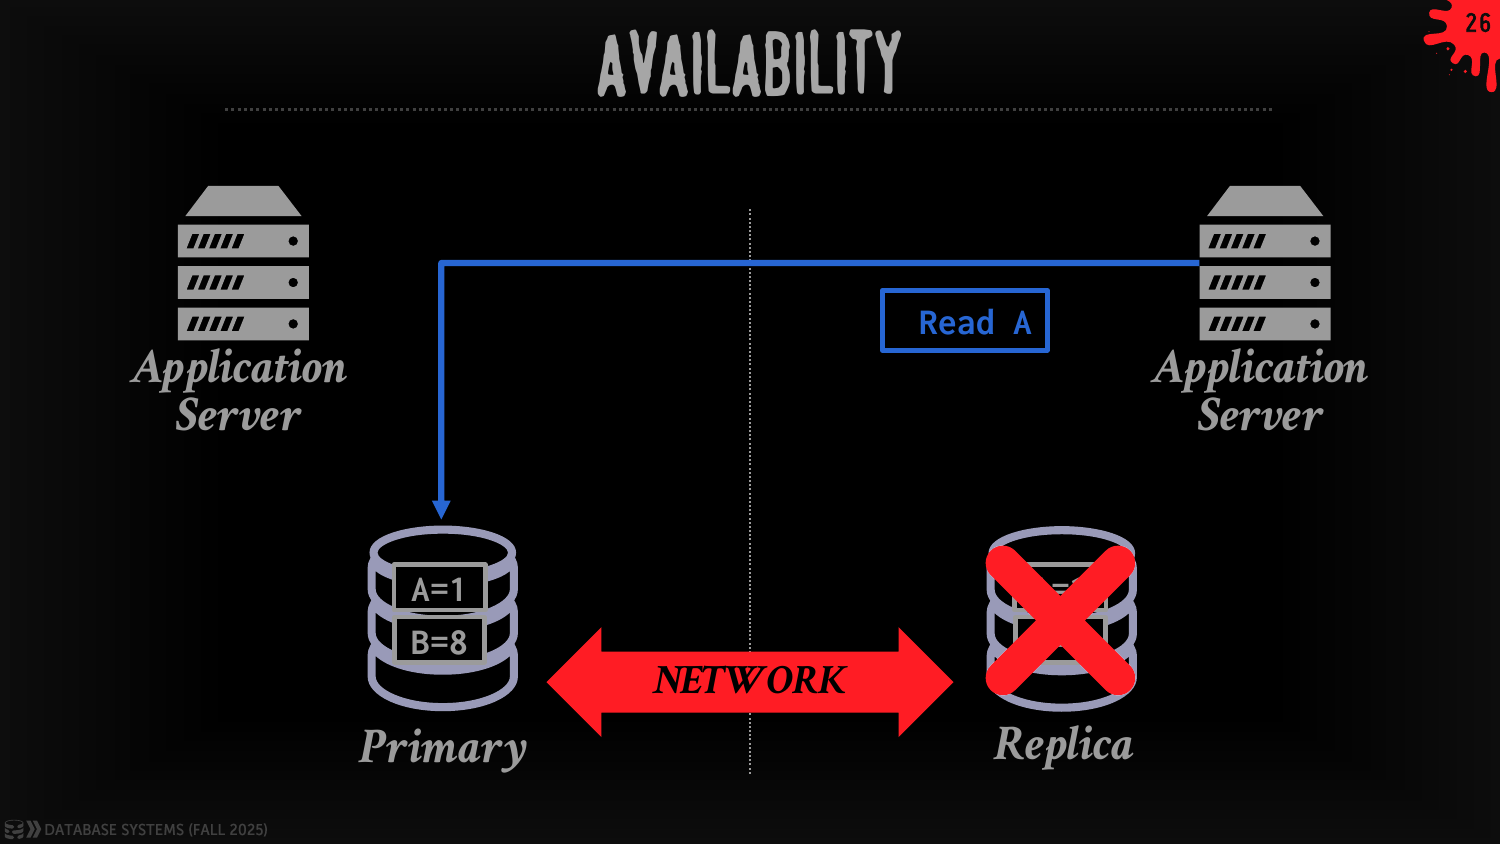 AVAILABILITY
26
Read A
Application
Server
Application
Server
A=1
B=8
NETWORK
Primary
Replica
DATABASE SYSTEMS (FALL 2025)